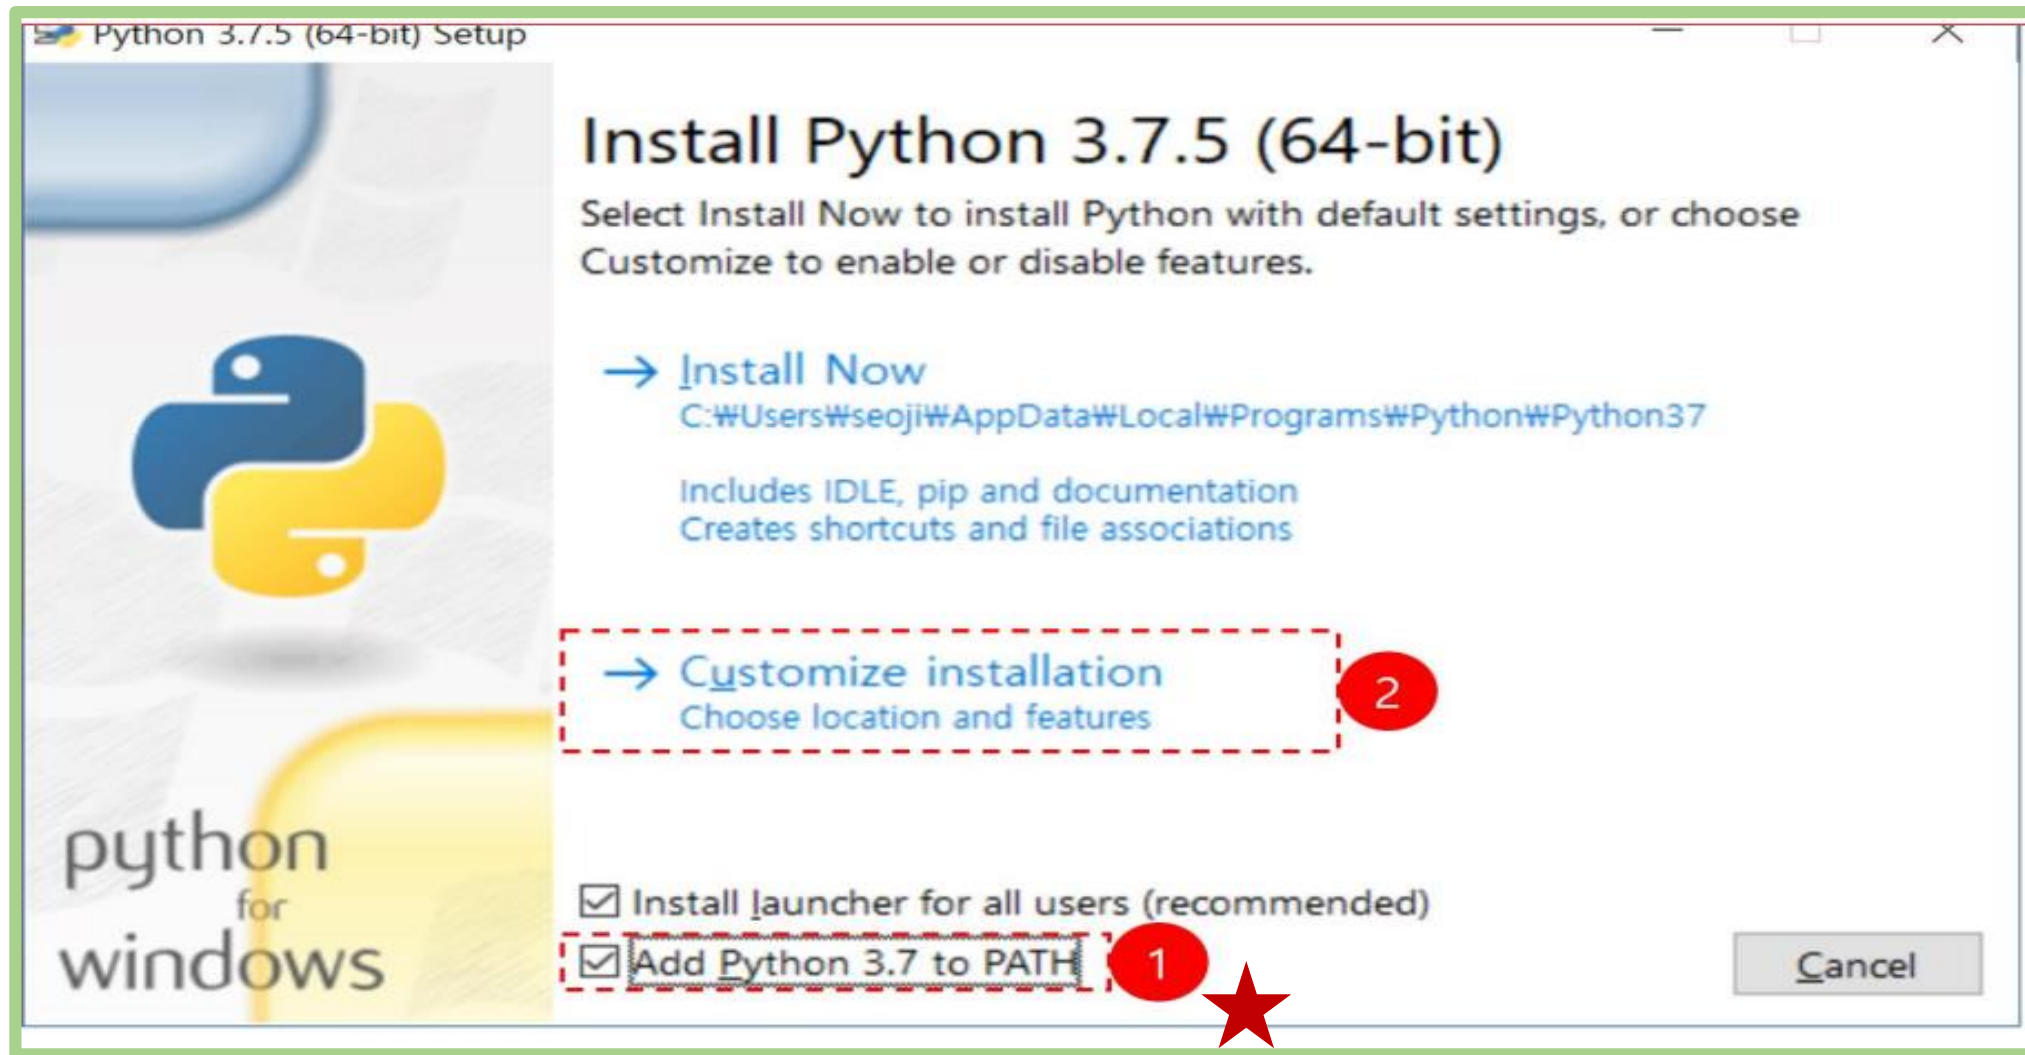 Python 3.7.5 (64-bit) Setup
Install Python 3.7.5 (64-bit)
Select Install Now to install Python with default settings, or choose
Customize to enable or disable features.
→ Install Now
C:₩Users₩seoji₩AppData₩Local₩Programs₩Python₩Python37
Includes IDLE, pip and documentation
Creates shortcuts and file associations
→ Customize installation
Choose location and features
2
python
for
windows
Install launcher for all users (recommended)
Add Python 3.7 to PATH
1
Cancel